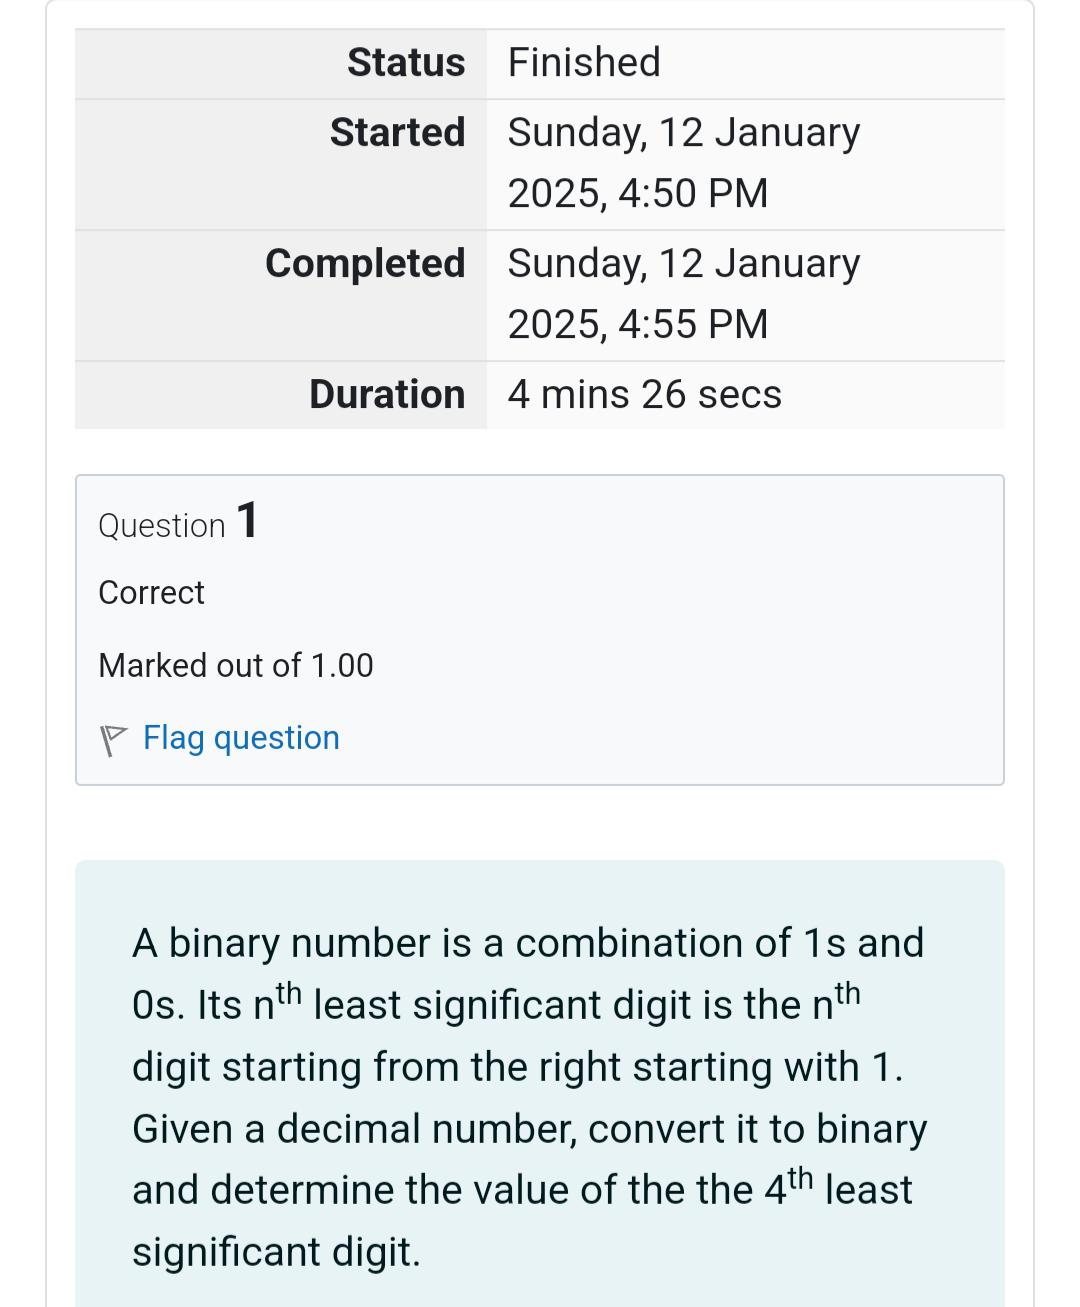 Status Finished
Started Sunday, 12 January
2025, 4:50 PM
Completed Sunday, 12 January
2025, 4:55 PM
Duration 4 mins 26 secs
Question 1
Correct
Marked out of 1.00
Flag question
A binary number is a combination of 1s and
0s. Its nth least significant digit is the nth
digit starting from the right starting with 1.
Given a decimal number, convert it to binary
and determine the value of the the 4th least
significant digit.